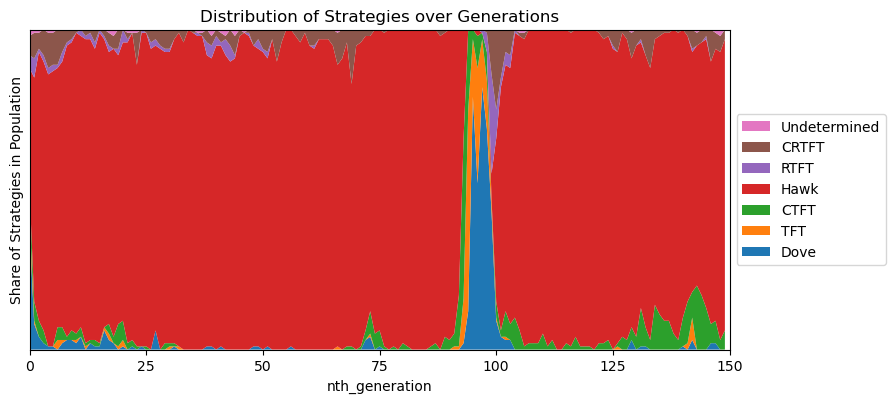 Distribution of Strategies over Generations
Share of Strategies in Population
Undetermined
CRTFT
RTFT
Hawk
CTFT
TFT
Dove
0 25 50 75 100 125 150
nth_generation